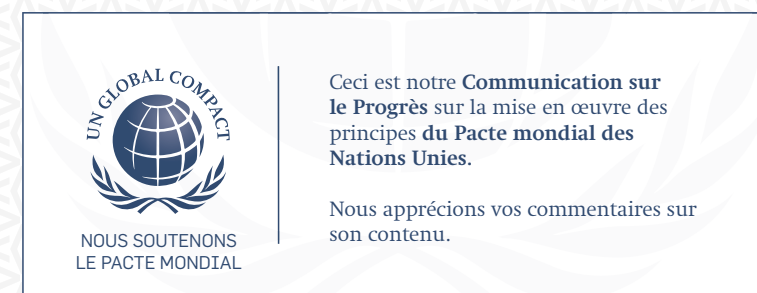 UN GLOBAL COMPACT
NOUS SOUTENONS
LE PACTE MONDIAL
Ceci est notre Communication sur
le Progrès sur la mise en œuvre des
principes du Pacte mondial des
Nations Unies.
Nous apprécions vos commentaires sur
son contenu.